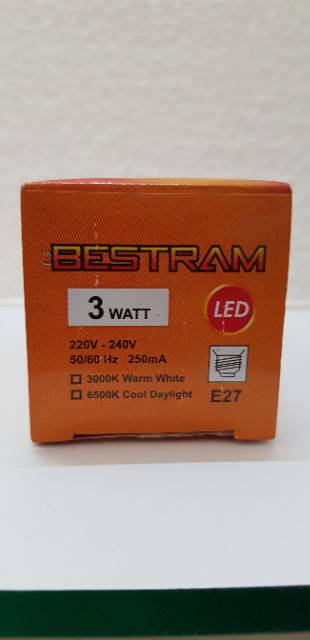 BESTRAM
3 WATT
LED
220V - 240V
50/60 Hz 250mA
3000K Warm White
6500K Cool Daylight
E27